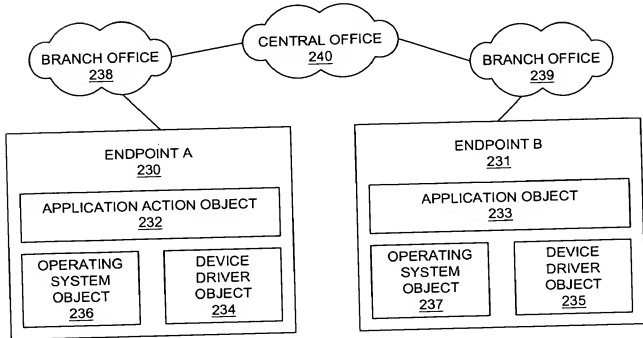 BRANCH OFFICE
238
CENTRAL OFFICE
240
BRANCH OFFICE
239
ENDPOINT A
230
APPLICATION ACTION OBJECT
232
OPERATING
SYSTEM
OBJECT
236
DEVICE
DRIVER
OBJECT
234
ENDPOINT B
231
APPLICATION OBJECT
233
OPERATING
SYSTEM
OBJECT
237
DEVICE
DRIVER
OBJECT
235